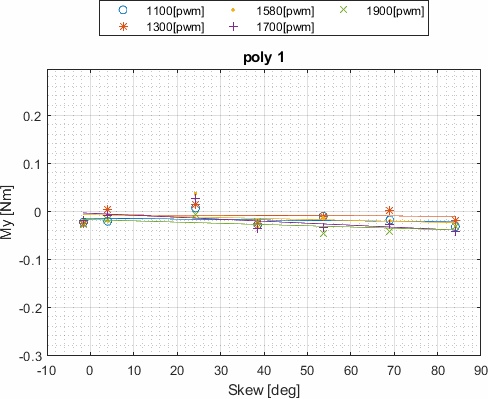 1100[pwm] 1580[pwm] 1900[pwm]
1300[pwm] 1700[pwm]
poly 1
0.2
0.1
0
-0.1
-0.2
-0.3
My [Nm]
-10 0 10 20 30 40 50 60 70 80 90
Skew [deg]